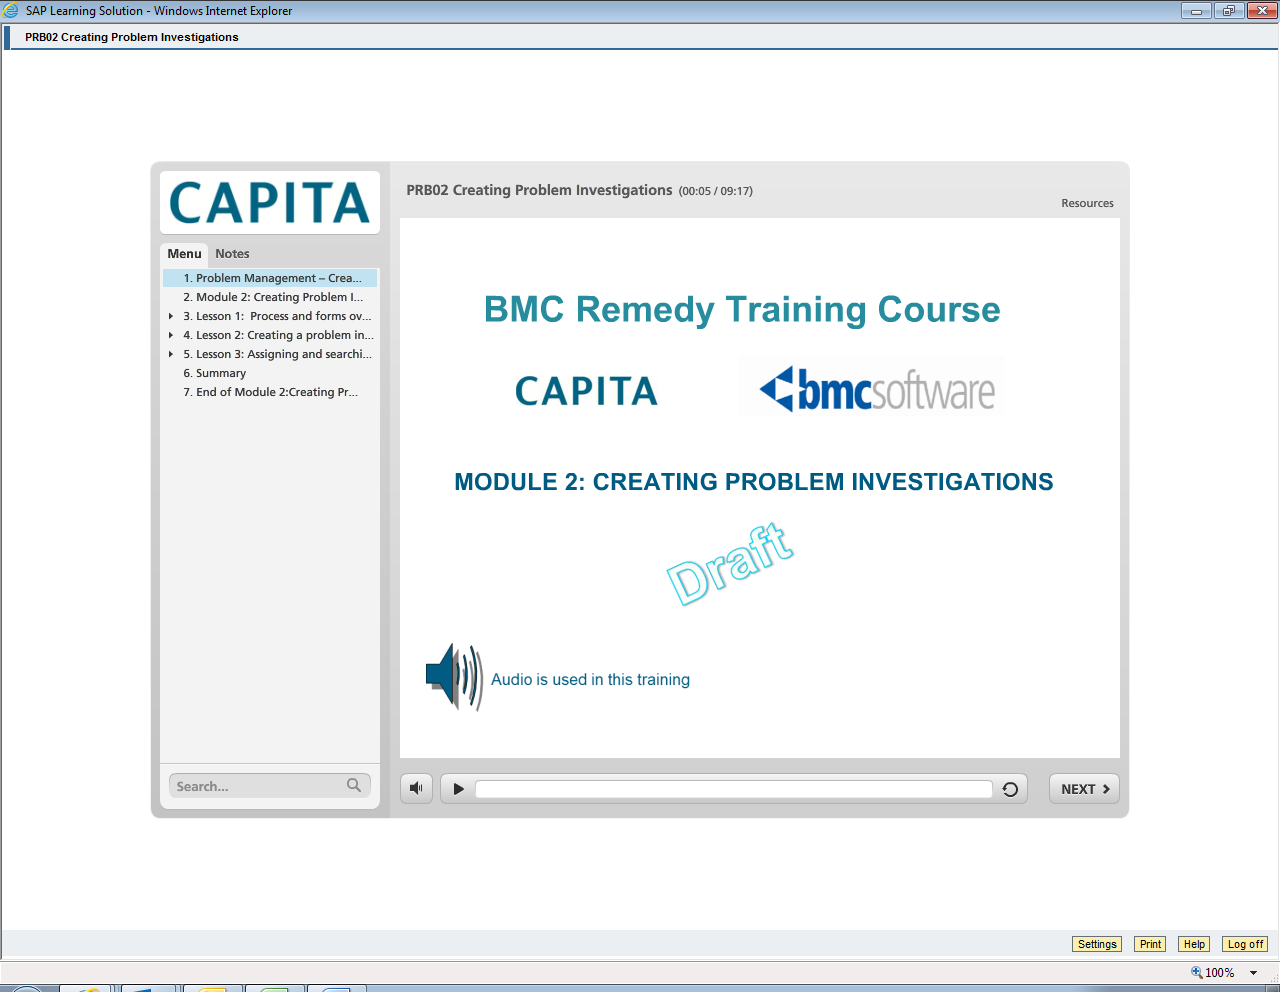 SAP Learning Solution - Windows Internet Explorer
PRB02 Creating Problem Investigations
CAPITA
PRB02 Creating Problem Investigations (00:05 / 09:17)
Resources
Menu Notes
1. Problem Management – Crea...
2. Module 2: Creating Problem I...
3. Lesson 1: Process and forms ov...
4. Lesson 2: Creating a problem in...
5. Lesson 3: Assigning and searchi...
6. Summary
7. End of Module 2:Creating Pr...
BMC Remedy Training Course
CAPITA bmcsoftware
MODULE 2: CREATING PROBLEM INVESTIGATIONS
Draft
Audio is used in this training
Search...
NEXT
Settings Print Help Log off
100%